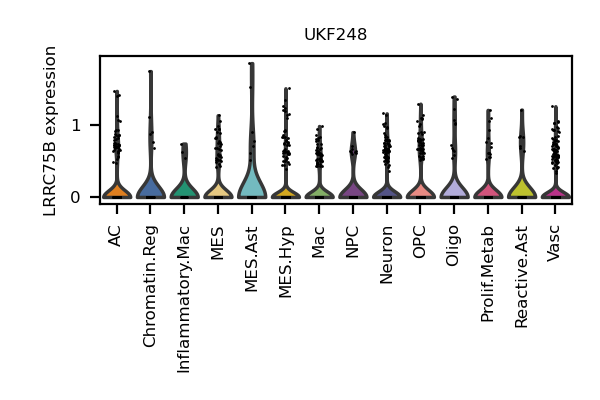 UKF248
LRRC75B expression
1
0
AC
Chromatin.Reg
Inflammatory.Mac
MES
MES.Ast
MES.Hyp
Mac
NPC
Neuron
OPC
Oligo
Prolif.Metab
Reactive.Ast
Vasc